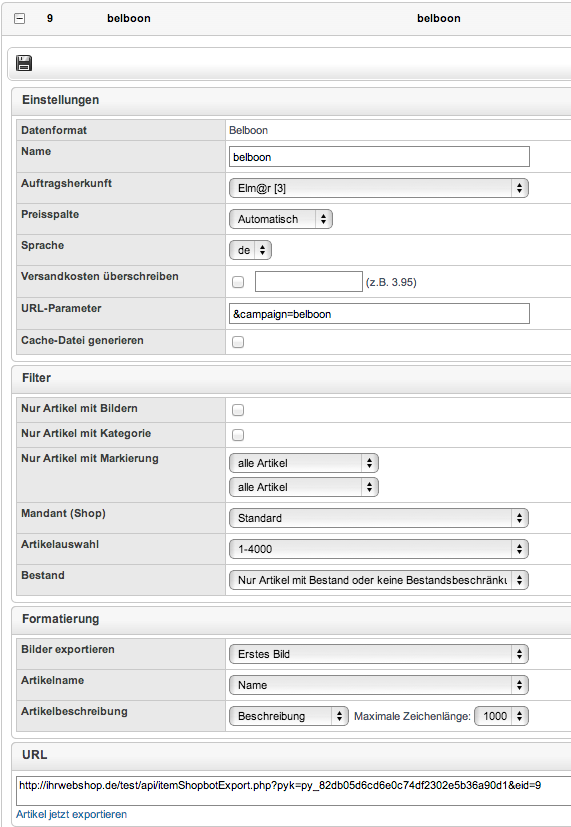 9 belboon belboon
Einstellungen
Datenformat Belboon
Name belboon
Auftragsherkunft Elm@r [3]
Preisspalte Automatisch
Sprache de
Versandkosten überschreiben (z.B. 3.95)
URL-Parameter &campaign=belboon
Cache-Datei generieren
Filter
Nur Artikel mit Bildern
Nur Artikel mit Kategorie
Nur Artikel mit Markierung alle Artikel
alle Artikel
Mandant (Shop) Standard
Artikelauswahl 1-4000
Bestand Nur Artikel mit Bestand oder keine Bestandsbeschränku
Formatierung
Bilder exportieren Erstes Bild
Artikelname Name
Artikelbeschreibung Beschreibung Maximale Zeichenlänge: 1000
URL
http://ihrwebshop.de/test/api/itemShopbotExport.php?pyk=py_82db05d6cd6e0c74df2302e5b36a90d1&eid=9
Artikel jetzt exportieren